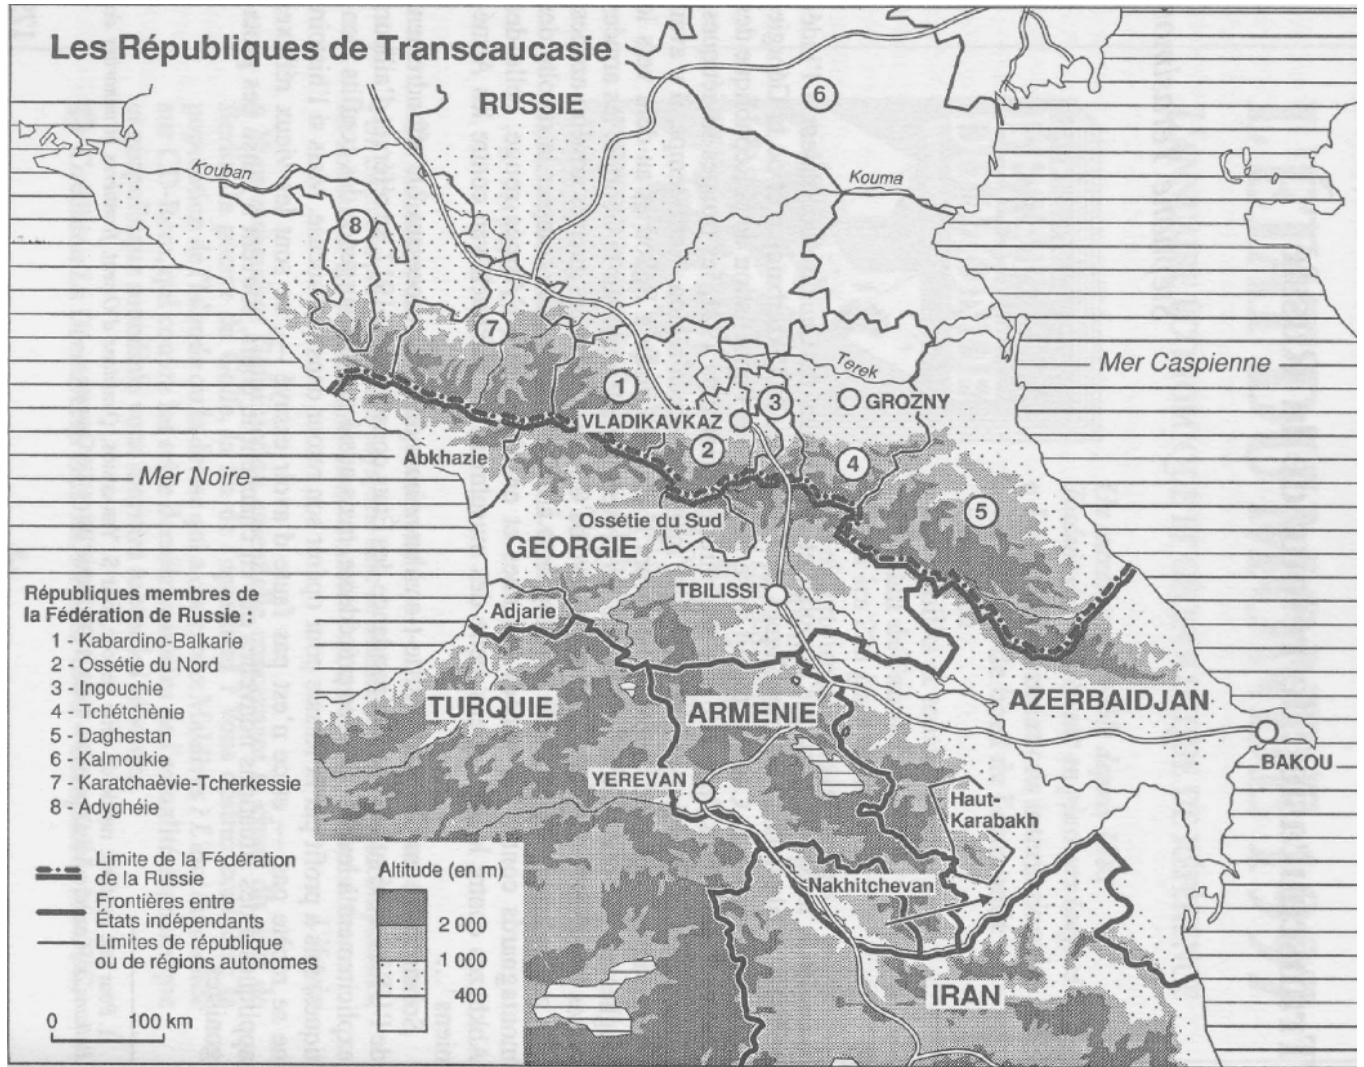 Les Républiques de Transcaucasie
RUSSIE
6
Kouban
Kouma
8
7
Mer Caspienne
Terek
1
3
GROZNY
VLADIKAVKAZ
2
Abkhazie
4
Mer Noire
5
Ossétie du Sud
GEORGIE
TBILISSI
Adjarie
Républiques membres de
la Fédération de Russie :
1 - Kabardino-Balkarie
2 - Ossétie du Nord
3 - Ingouchie
4 - Tchétchènie
5 - Daghestan
6 - Kalmoukie
7 - Karatchaèvie-Tcherkessie
8 - Adyghéie
TURQUIE
ARMENIE
AZERBAIDJAN
BAKOU
YEREVAN
Haut-
Karabakh
Nakhitchevan
IRAN
Limite de la Fédération
de la Russie
Frontières entre
États indépendants
Limites de république
ou de régions autonomes
0 100 km
Altitude (en m)
2 000
1 000
400